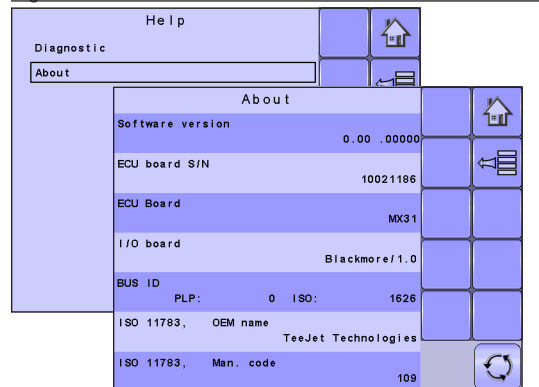 Help
Diagnostic
About
About
Software version
0.00 .00000
ECU board S/N
10021186
ECU Board
MX31
I/O board
Blackmore/1.0
BUS ID
PLP: 0 ISO: 1626
ISO 11783, OEM name
TeeJet Technologies
ISO 11783, Man. code
109